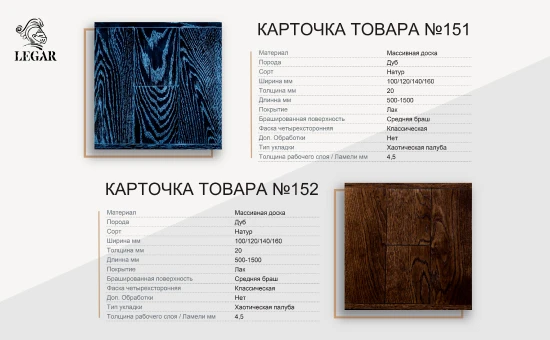 LEGAR
КАРТОЧКА ТОВАРА №151
Материал Массивная доска
Порода Дуб
Сорт Натур
Ширина мм 100/120/140/160
Толщина мм 20
Длинна мм 500-1500
Покрытие Лак
Брашированная поверхность Средняя браш
Фаска четырехсторонняя Классическая
Доп. Обработки Нет
Тип укладки Хаотическая палуба
Толщина рабочего слоя / Ламели мм 4,5
КАРТОЧКА ТОВАРА №152
Материал Массивная доска
Порода Дуб
Сорт Натур
Ширина мм 100/120/140/160
Толщина мм 20
Длинна мм 500-1500
Покрытие Лак
Брашированная поверхность Средняя браш
Фаска четырехсторонняя Классическая
Доп. Обработки Нет
Тип укладки Хаотическая палуба
Толщина рабочего слоя / Ламели мм 4,5